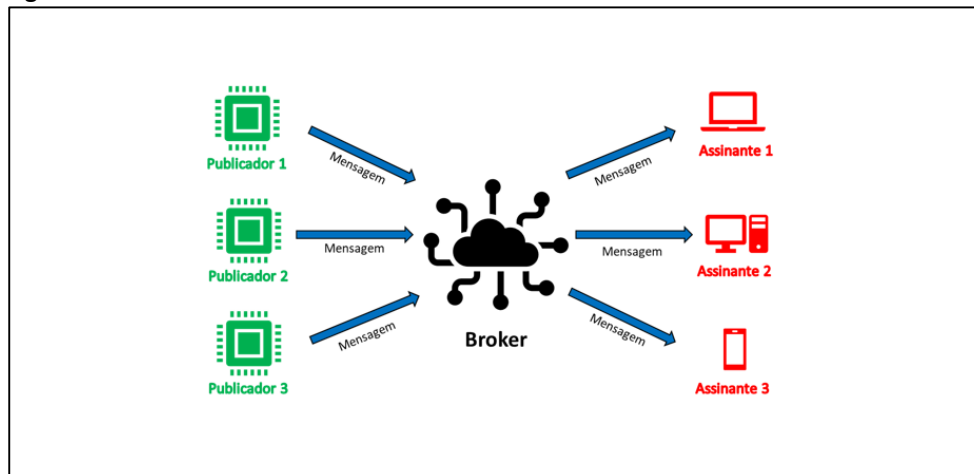 Mensagem
Publicador 1
Mensagem
Assinante 1
Mensagem
Publicador 2
Mensagem
Assinante 2
Mensagem
Publicador 3
Broker
Mensagem
Assinante 3